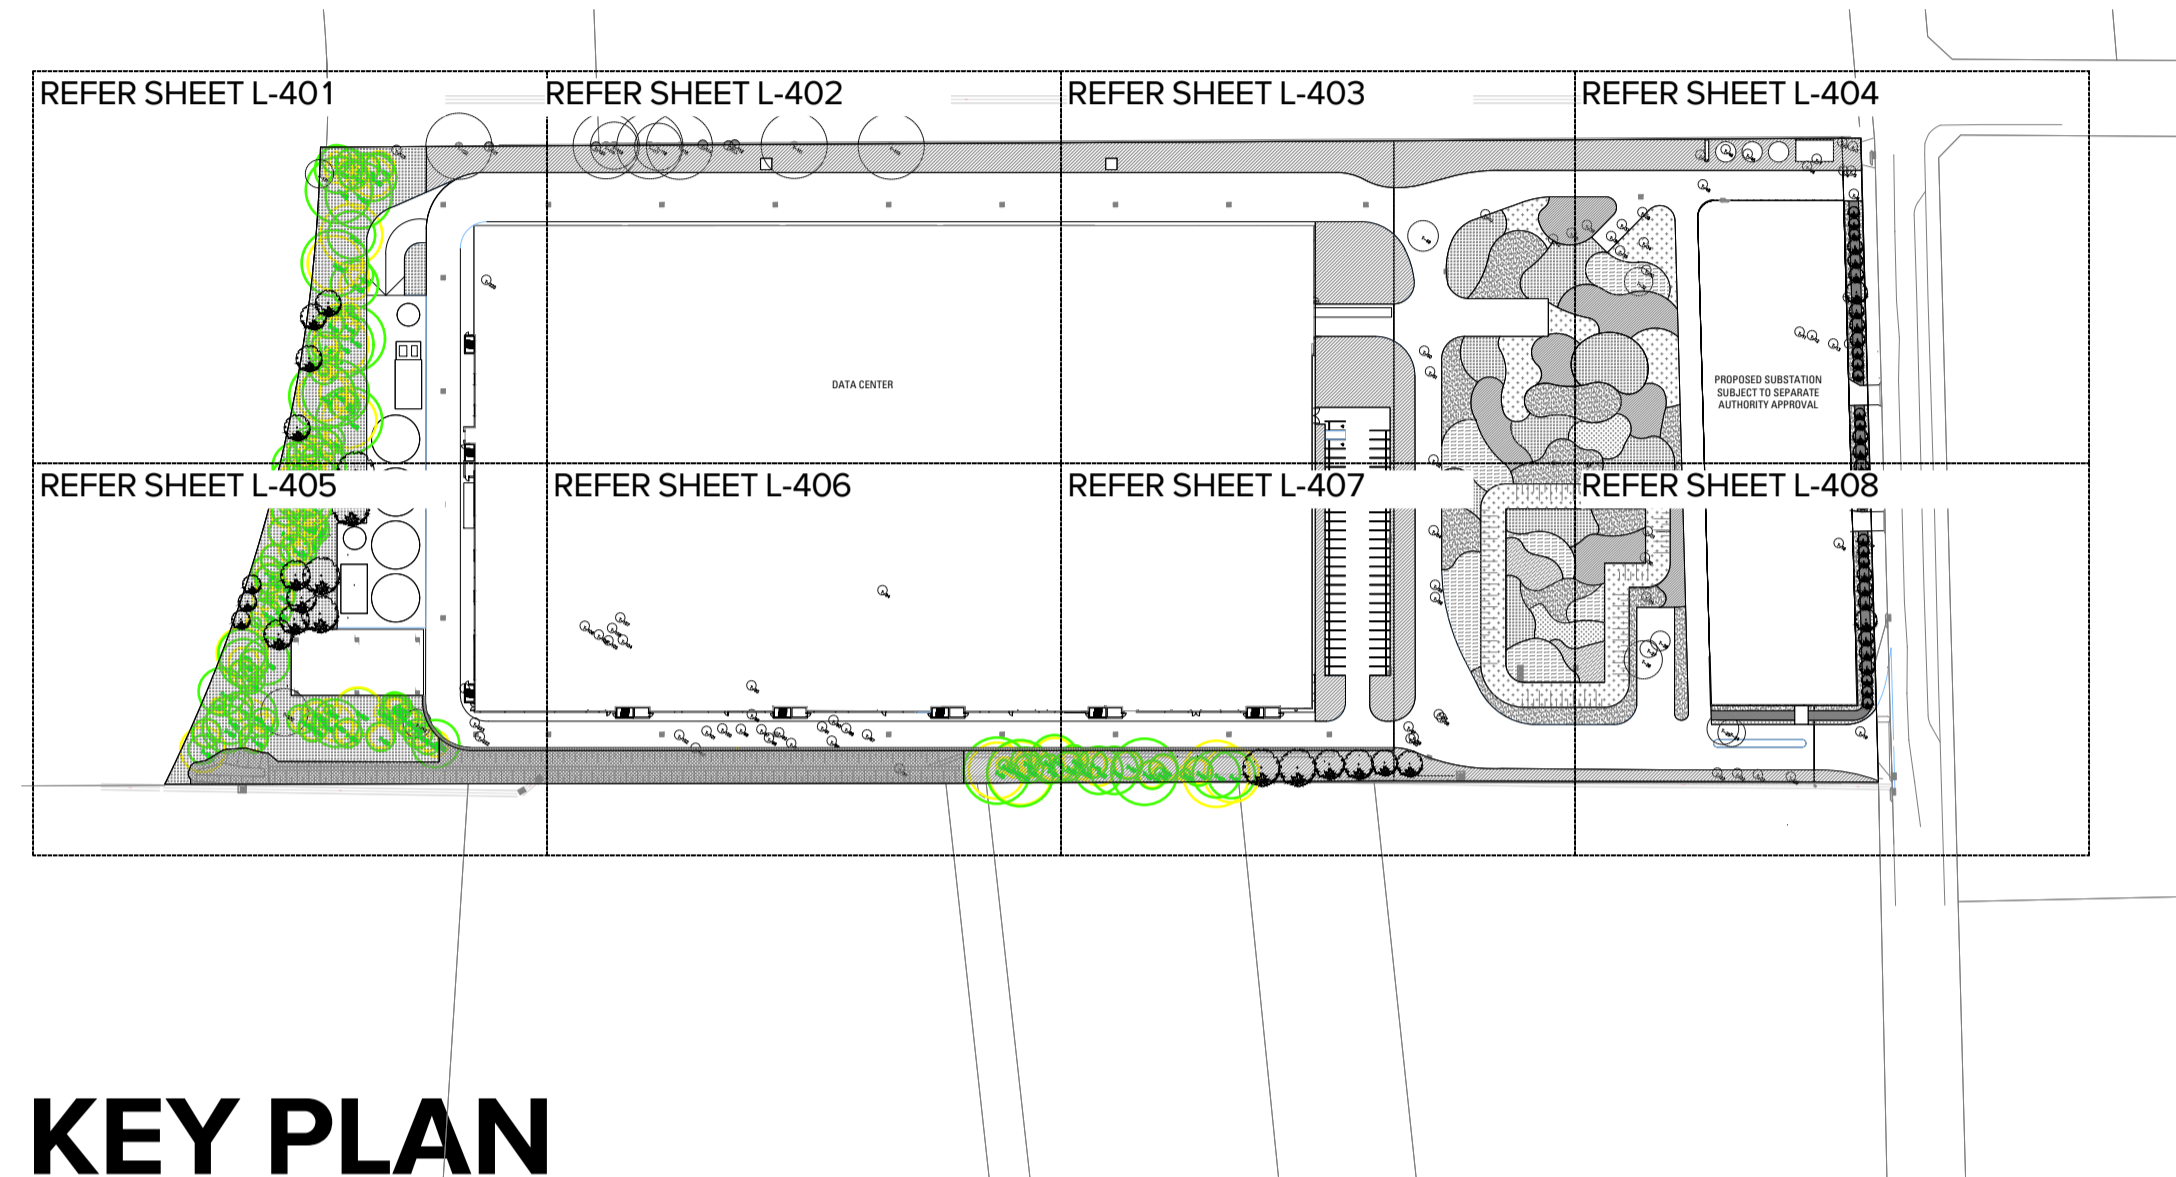 REFER SHEET L-401
REFER SHEET L-402
REFER SHEET L-403
REFER SHEET L-404
DATA CENTER
PROPOSED SUBSTATION
SUBJECT TO SEPARATE
AUTHORITY APPROVAL
REFER SHEET L-405
REFER SHEET L-406
REFER SHEET L-407
REFER SHEET L-408
KEY PLAN